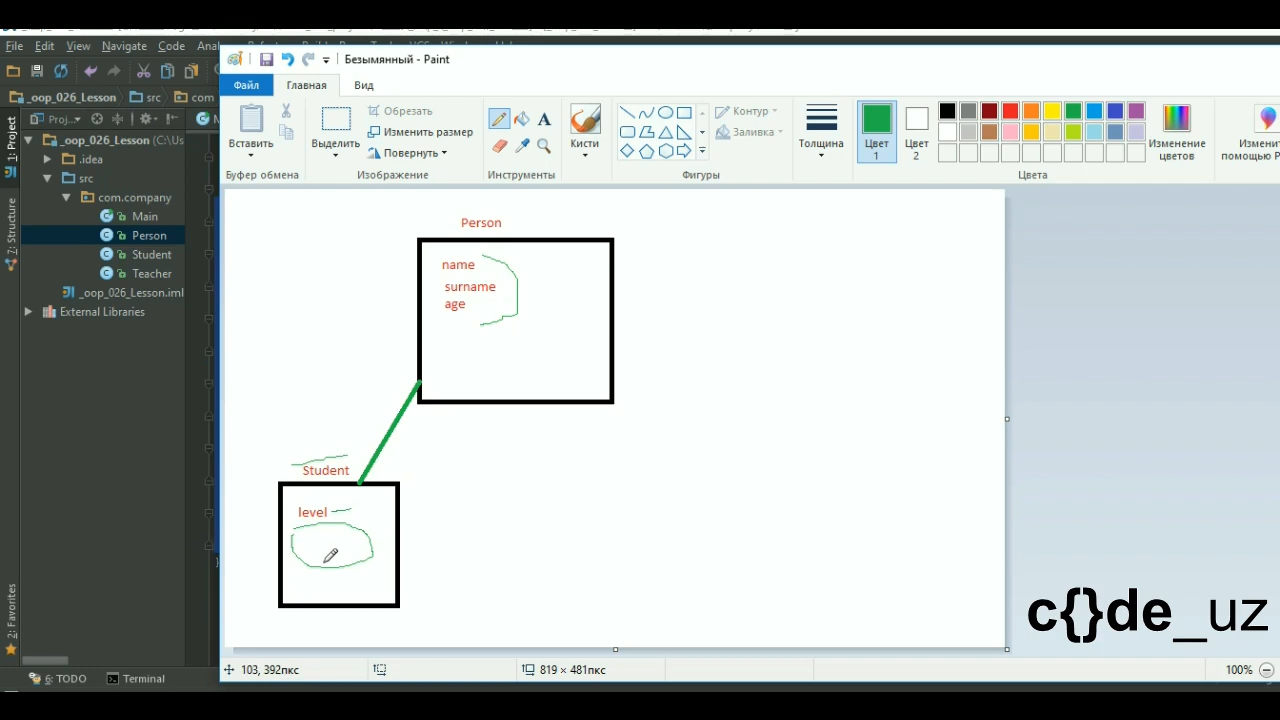 File Edit View Navigate Code
Безымянный - Paint
Файл Главная Вид
_oop_026_Lesson src com
Вставить
Выделить
Обрезать
Изменить размер
Повернуть
Кисти
Контур
Заливка
Толщина
Цвет 1
Цвет 2
Изменение цветов
Буфер обмена Изображение Инструменты Фигуры Цвета
1: Project
7: Structure
2: Favorites
_oop_026_Lesson
.idea
src
com.company
Main
Person
Student
Teacher
_oop_026_Lesson.iml
External Libraries
Person
name
surname
age
Student
level
c{}de_uz
6: TODO Terminal
103, 392пкс 819 × 481пкс 100%